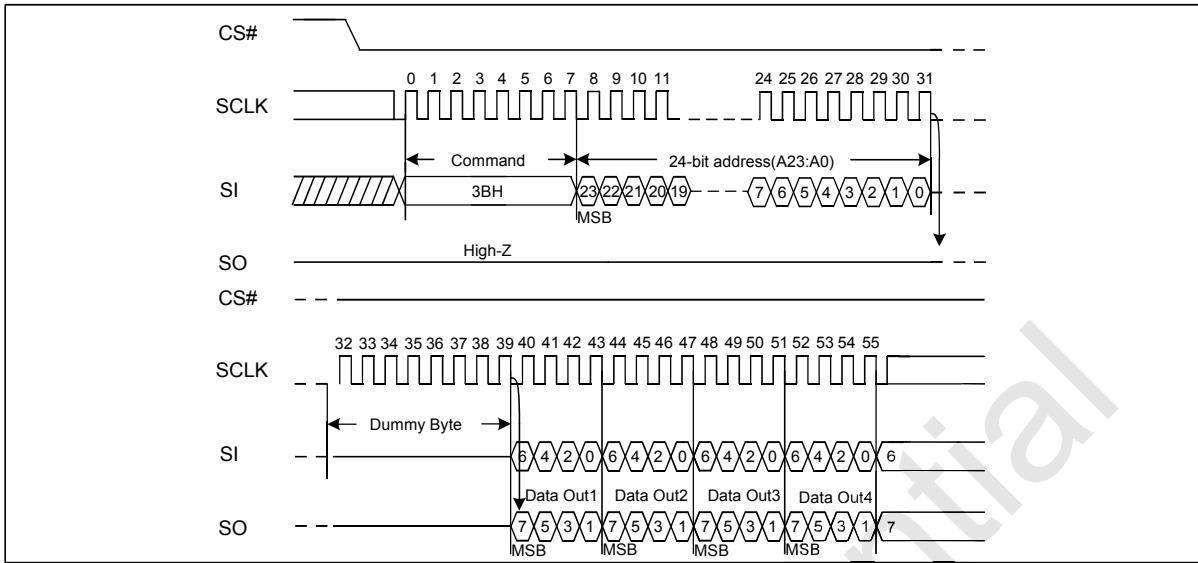 CS#
0 1 2 3 4 5 6 7 8 9 10 11 24 25 26 27 28 29 30 31
SCLK
Command 24-bit address(A23:A0)
SI 3BH 23 22 21 20 19 7 6 5 4 3 2 1 0
MSB
High-Z
SO
CS#
32 33 34 35 36 37 38 39 40 41 42 43 44 45 46 47 48 49 50 51 52 53 54 55
SCLK
Dummy Byte
SI 6 4 2 0 6 4 2 0 6 4 2 0 6 4 2 0 6
Data Out1 Data Out2 Data Out3 Data Out4
SO 7 5 3 1 7 5 3 1 7 5 3 1 7 5 3 1 7
MSB MSB MSB MSB
ntial